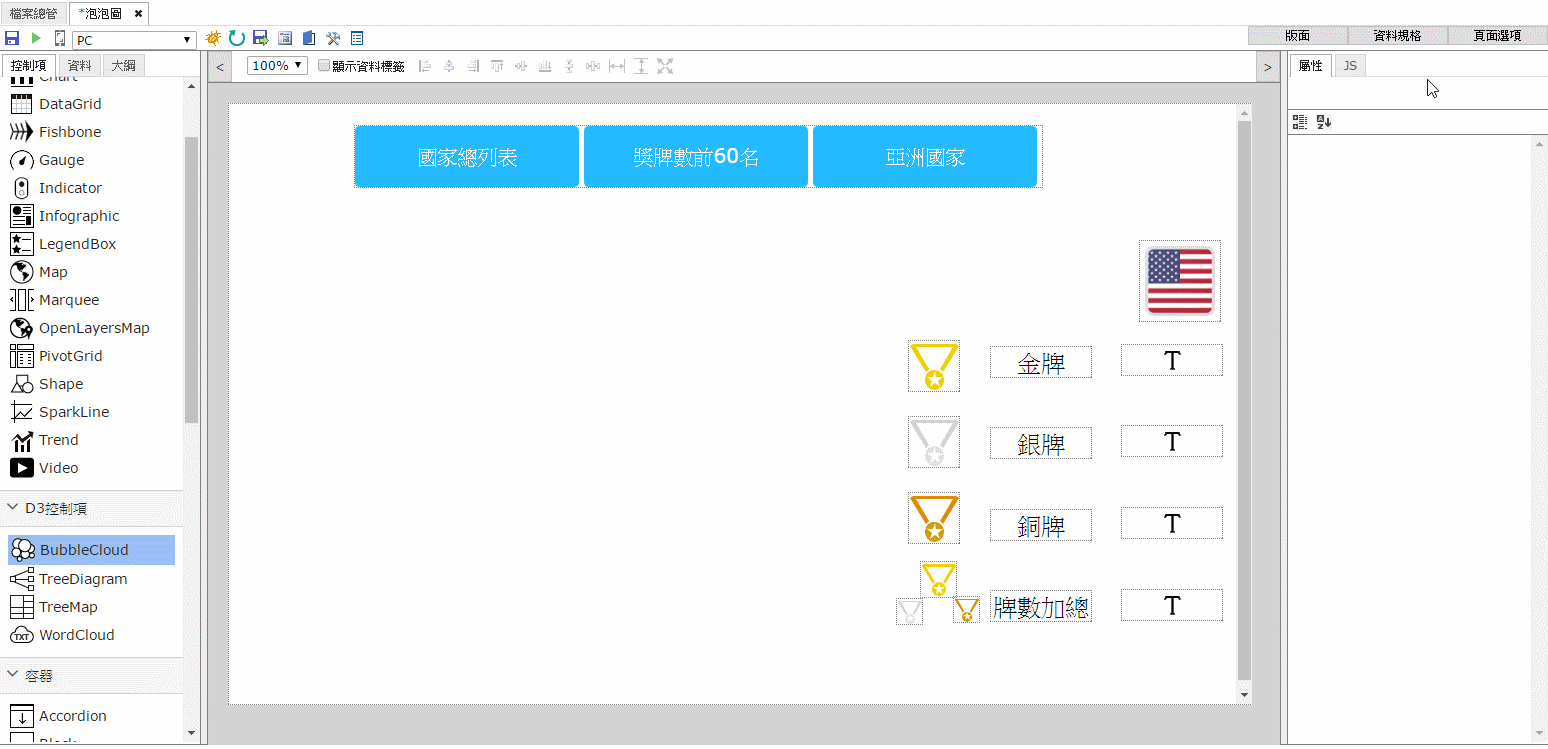 檔案總管 *泡泡圖
PC
版面 資料規格 頁面選項
控制項 資料 大綱
< 100% 顯示資料標籤 >
屬性 JS
Chart
DataGrid
Fishbone
Gauge
Indicator
Infographic
LegendBox
Map
Marquee
OpenLayersMap
PivotGrid
Shape
SparkLine
Trend
Video
D3控制項
BubbleCloud
TreeDiagram
TreeMap
TXT WordCloud
容器
Accordion
Block
國家總列表 獎牌數前60名 亞洲國家
金牌 T
銀牌 T
銅牌 T
牌數加總 T